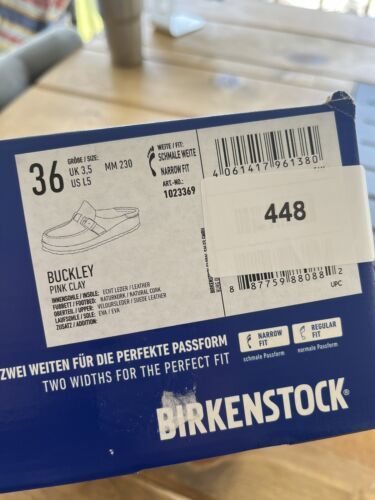 36
GRÖßE / SIZE:
UK 3.5
US L5
MM 230
WEITE / FIT:
SCHMALE WEITE
NARROW FIT
ART.-NO.:
1023369
4 061417 961380
448
BUCKLEY
PINK CLAY
INNENSOHLE / INSOLE: ECHT LEDER / LEATHER
FUßBETT / FOOTBED: NATURKORK / NATURAL CORK
OBERTEIL / UPPER: VELOURSLEDER / SUEDE LEATHER
LAUFSOHLE / SOLE: EVA / EVA
ZUSATZ / ADDITION:
8 87759 88088 2
UPC
ZWEI WEITEN FÜR DIE PERFEKTE PASSFORM
TWO WIDTHS FOR THE PERFECT FIT
NARROW FIT
schmale Passform
REGULAR FIT
normale Passform
BIRKENSTOCK®